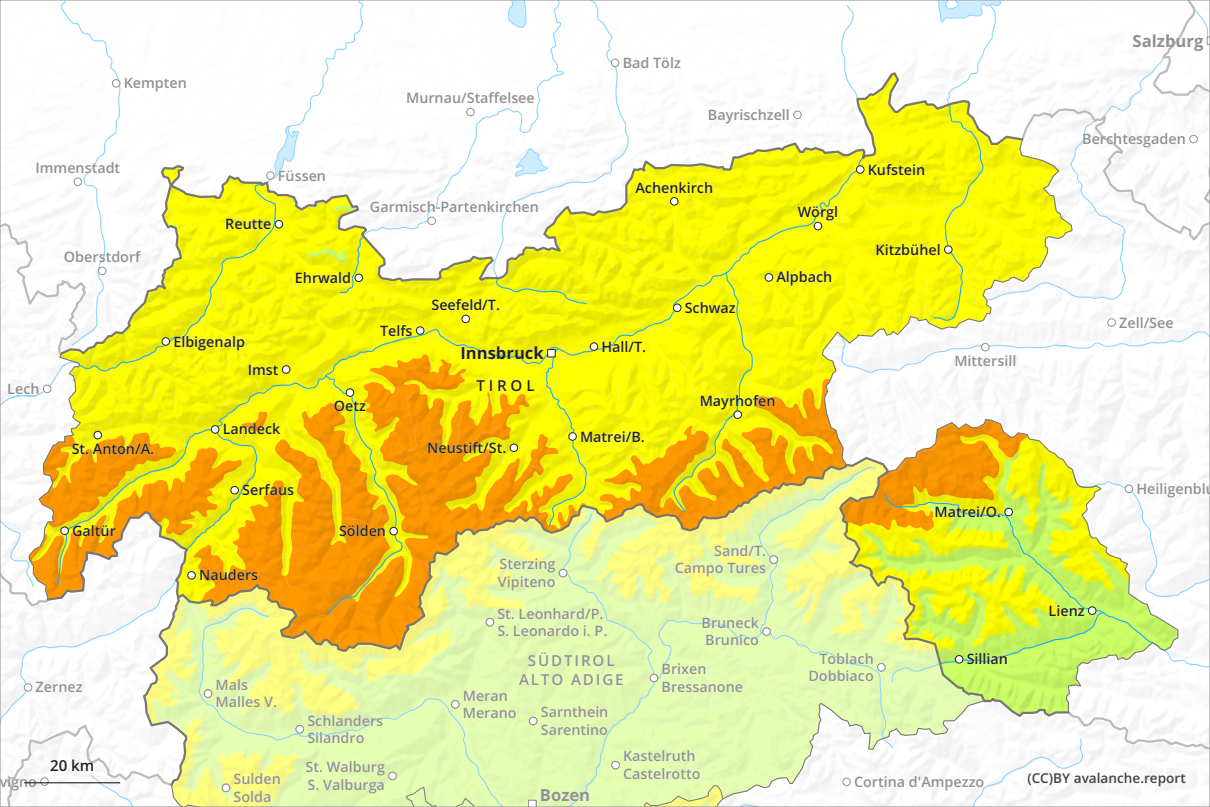 Salzburg
Bad Tölz
Kempten
Murnau/Staffelsee
Bayrischzell
Berchtesgaden
Immenstadt
Füssen
Kufstein
Achenkirch
Garmisch-Partenkirchen
Wörgl
Reutte
Kitzbühel
Oberstdorf
Ehrwald
Alpbach
Seefeld/T.
Schwaz
Telfs
Zell/See
Elbigenalp
Innsbruck
Hall/T.
Mittersill
Imst
TIROL
Lech
Oetz
Mayrhofen
Landeck
Matrei/B.
St. Anton/A.
Neustift/St.
Serfaus
Heiligenblu
Matrei/O.
Galtür
Sölden
Sand/T.
Campo Tures
Sterzing
Vipiteno
Nauders
Lienz
St. Leonhard/P.
S. Leonardo i. P.
Bruneck
Brunico
SÜDTIROL
ALTO ADIGE
Toblach
Dobbiaco
Sillian
Brixen
Bressanone
Zernez
Mals
Malles V.
Meran
Merano
Sarnthein
Sarentino
Schlanders
Silandro
Kastelruth
Castelrotto
St. Walburg
S. Valburga
20 km
vigno
Sulden
Solda
Cortina d'Ampezzo
(CC)BY avalanche.report
Bozen